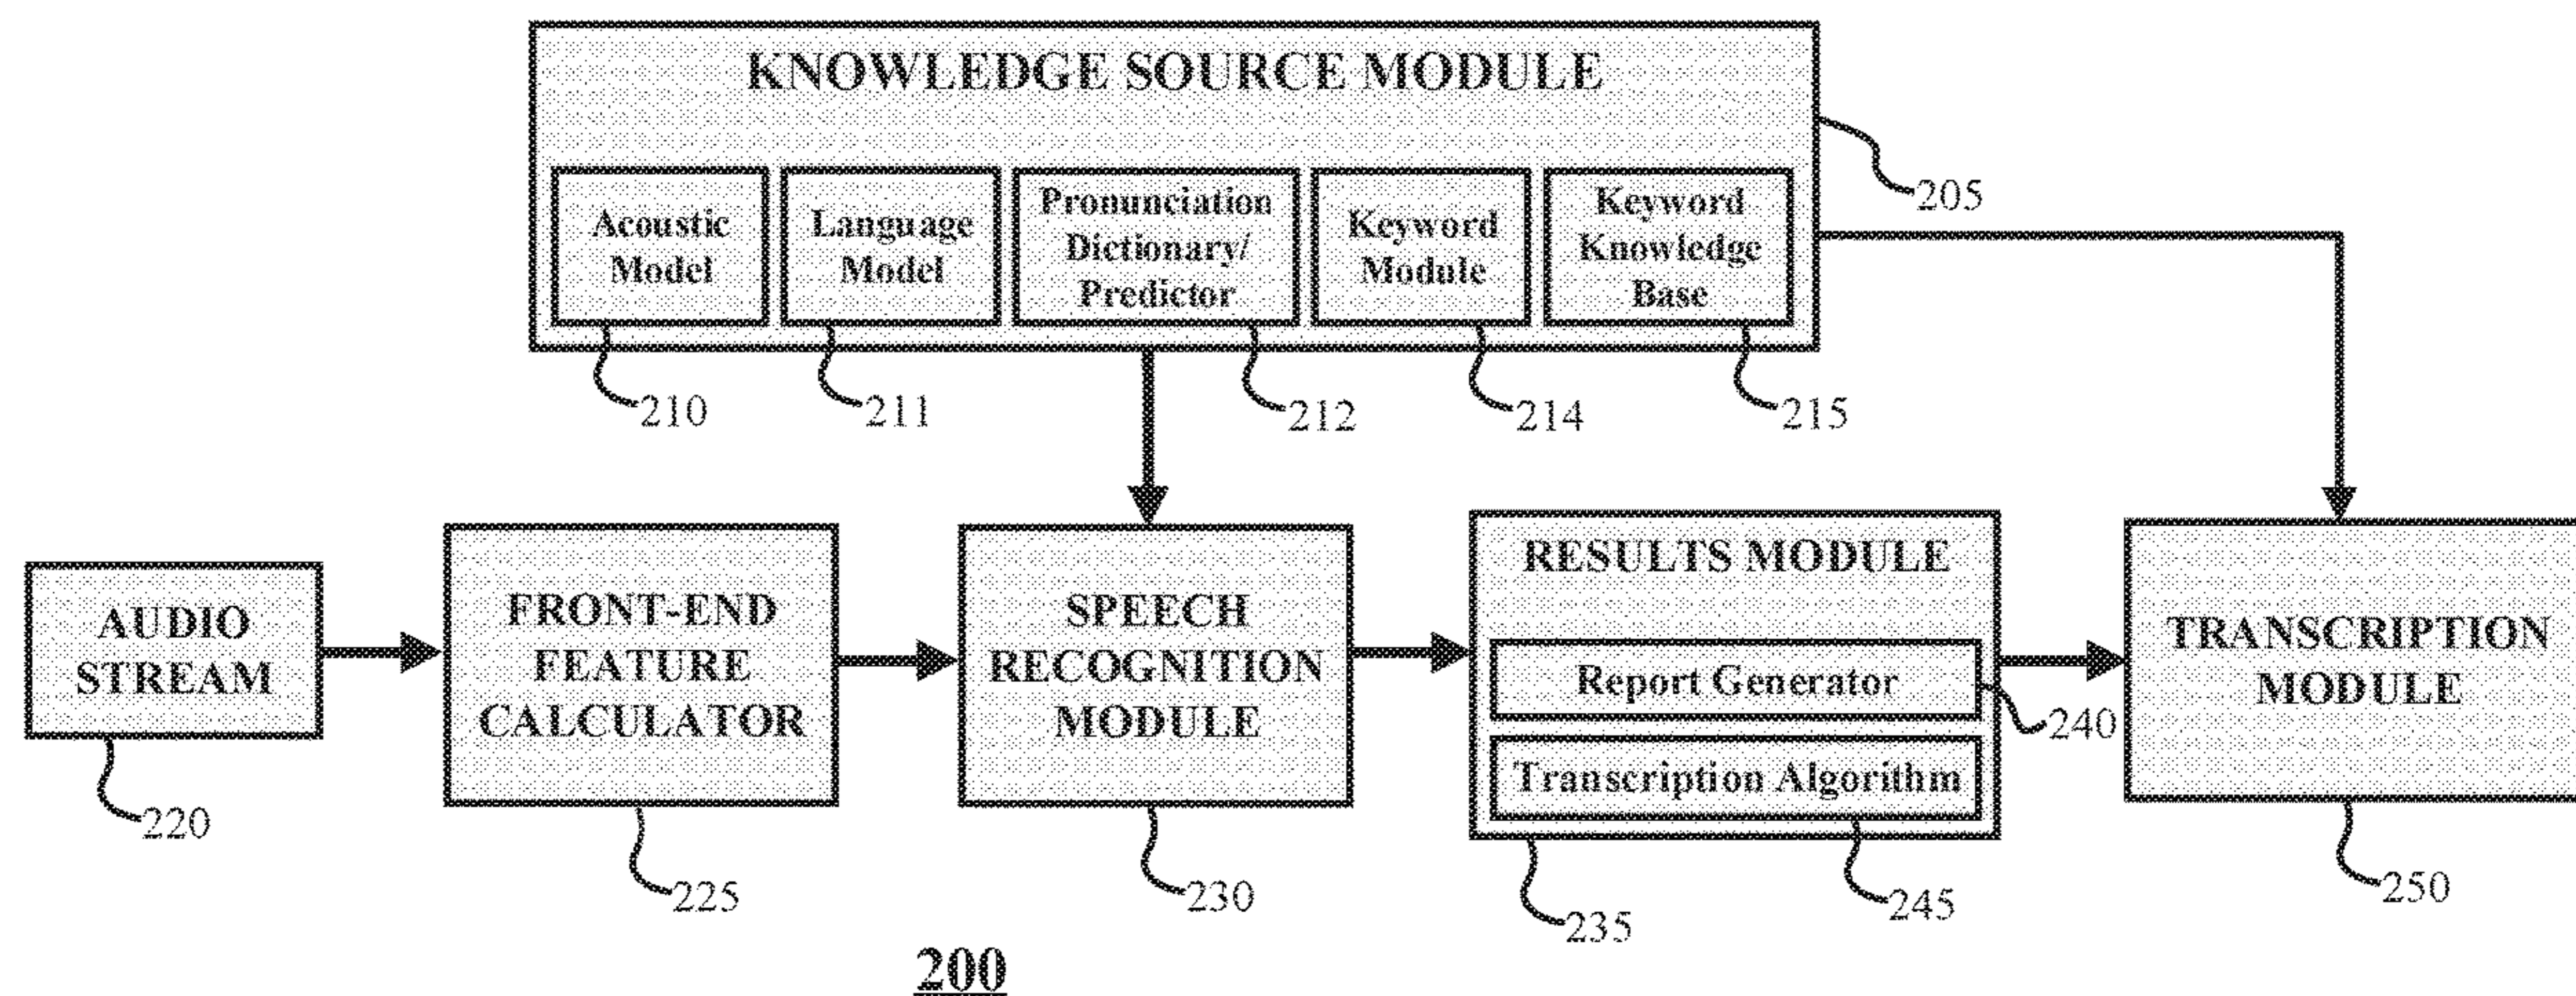 KNOWLEDGE SOURCE MODULE
Acoustic
Model
Language
Model
Pronunciation
Dictionary/
Predictor
Keyword
Module
Keyword
Knowledge
Base
205
210
211
212
214
215
AUDIO
STREAM
FRONT-END
FEATURE
CALCULATOR
SPEECH
RECOGNITION
MODULE
RESULTS MODULE
Report Generator
Transcription Algorithm
240
TRANSCRIPTION
MODULE
220
225
230
235
245
250
200